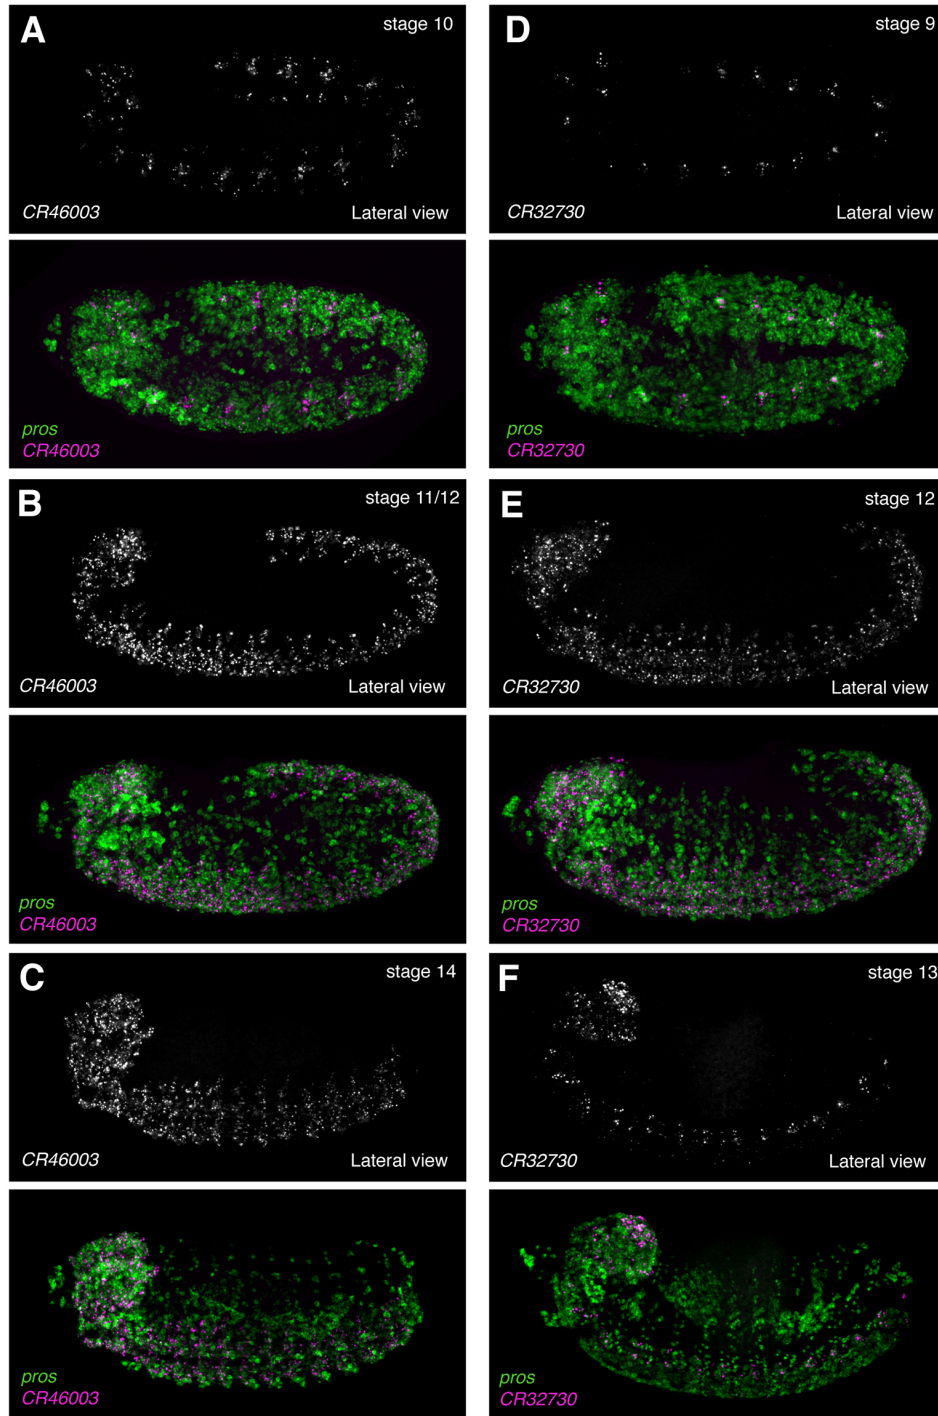 A
stage 10
CR46003
Lateral view
pros
CR46003
B
stage 11/12
CR46003
Lateral view
pros
CR46003
C
stage 14
CR46003
Lateral view
pros
CR46003
D
stage 9
CR32730
Lateral view
pros
CR32730
E
stage 12
CR32730
Lateral view
pros
CR32730
F
stage 13
CR32730
Lateral view
pros
CR32730